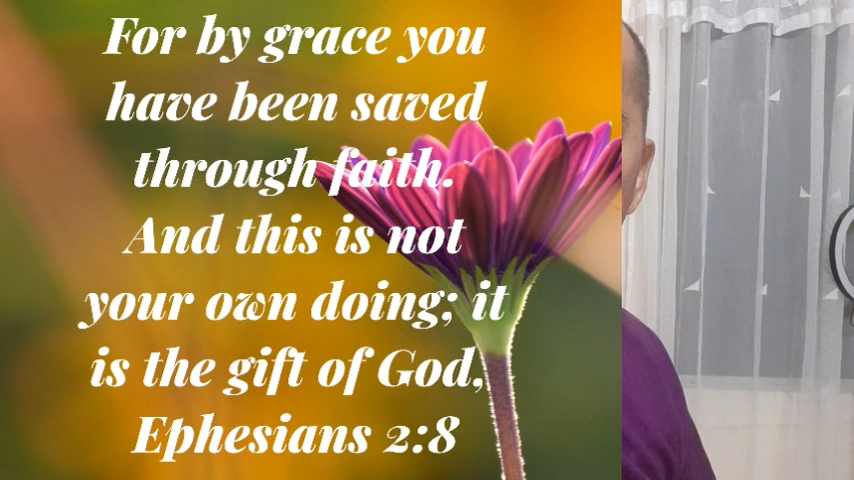 For by grace you
have been saved
through faith.
And this is not
your own doing; it
is the gift of God,
Ephesians 2:8